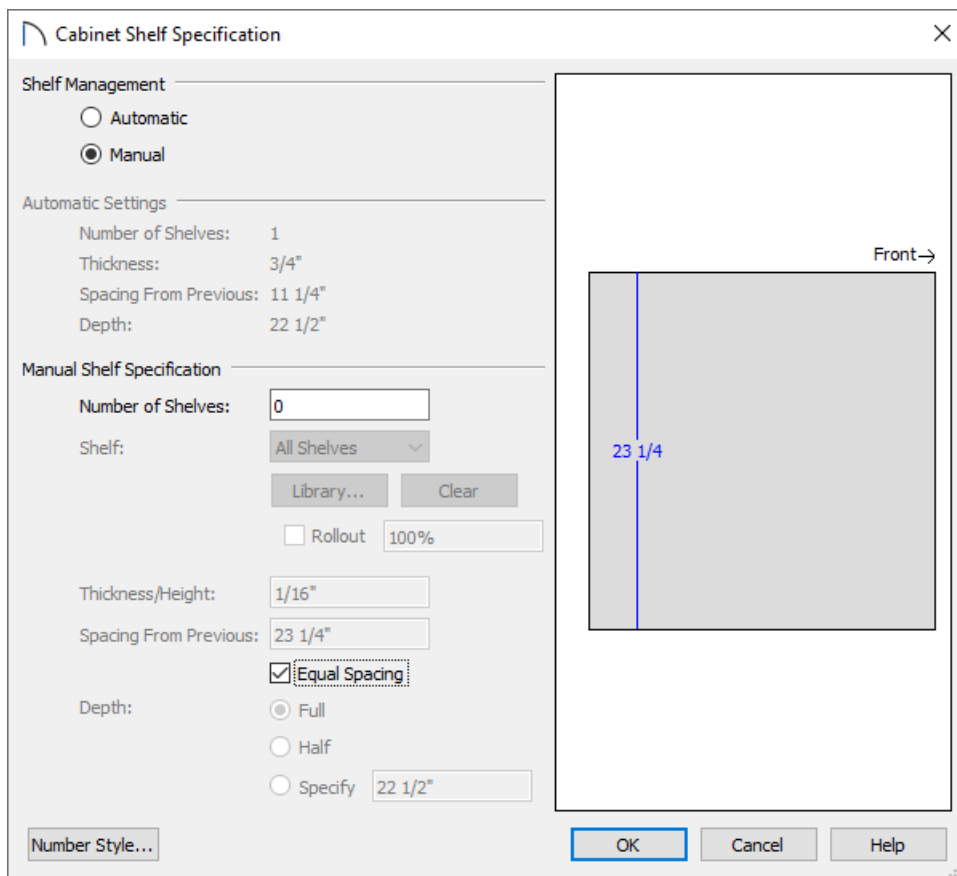 Cabinet Shelf Specification
Shelf Management
Automatic
Manual
Automatic Settings
Number of Shelves: 1
Thickness: 3/4"
Spacing From Previous: 11 1/4"
Depth: 22 1/2"
Manual Shelf Specification
Number of Shelves: 0
Shelf: All Shelves
Library... Clear
Rollout 100%
Thickness/Height: 1/16"
Spacing From Previous: 23 1/4"
Equal Spacing
Depth: Full
Half
Specify 22 1/2"
Front→
23 1/4
Number Style... OK Cancel Help